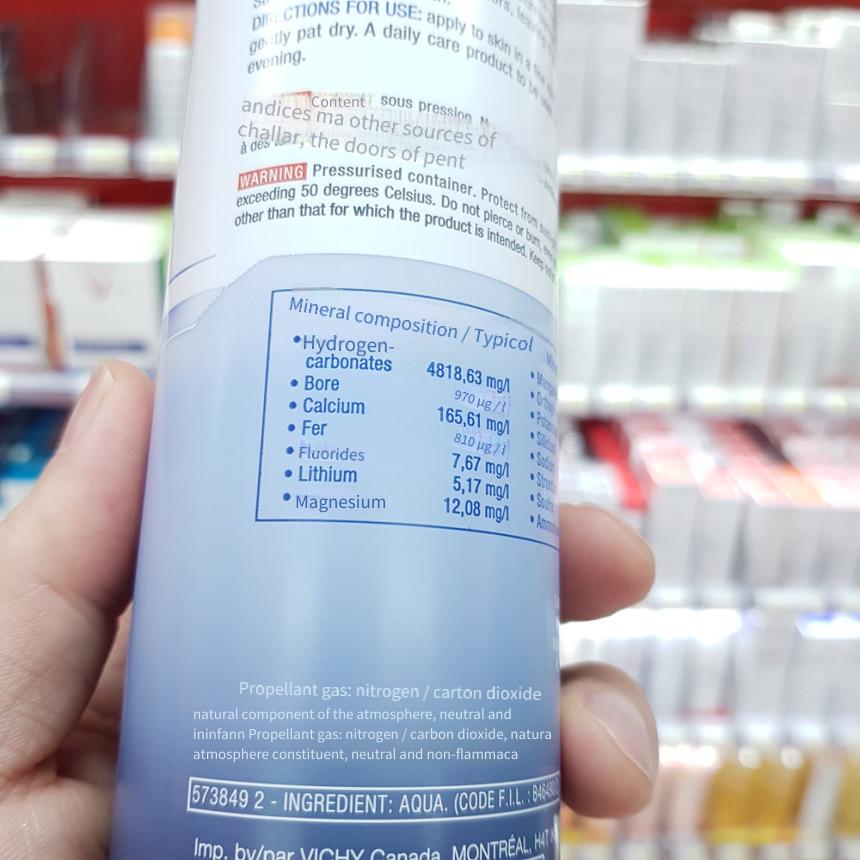 DIRECTIONS FOR USE: apply to skin in a fine
gently pat dry. A daily care product to be
evening.
Content sous pression
andices ma other sources of
challar, the doors of pent
à des
WARNING Pressurised container. Protect from
exceeding 50 degrees Celsius. Do not pierce or burn,
other than that for which the product is intended. Keep out
Mineral composition / Typicol
•Hydrogen-
carbonates 4818,63 mg/l
• Bore 970 µg / l
• Calcium 165,61 mg/l
• Fer 810 µg / l
• Fluorides 7,67 mg/l
• Lithium 5,17 mg/l
• Magnesium 12,08 mg/l
Propellant gas: nitrogen / carton dioxide
natural component of the atmosphere, neutral and
ininfann Propellant gas: nitrogen / carbon dioxide, natura
atmosphere constituent, neutral and non-flammaca
573849 2 - INGREDIENT: AQUA. (CODE F.I.L. :
Imp. by/par VICHY Canada, MONTRÉAL, H4T